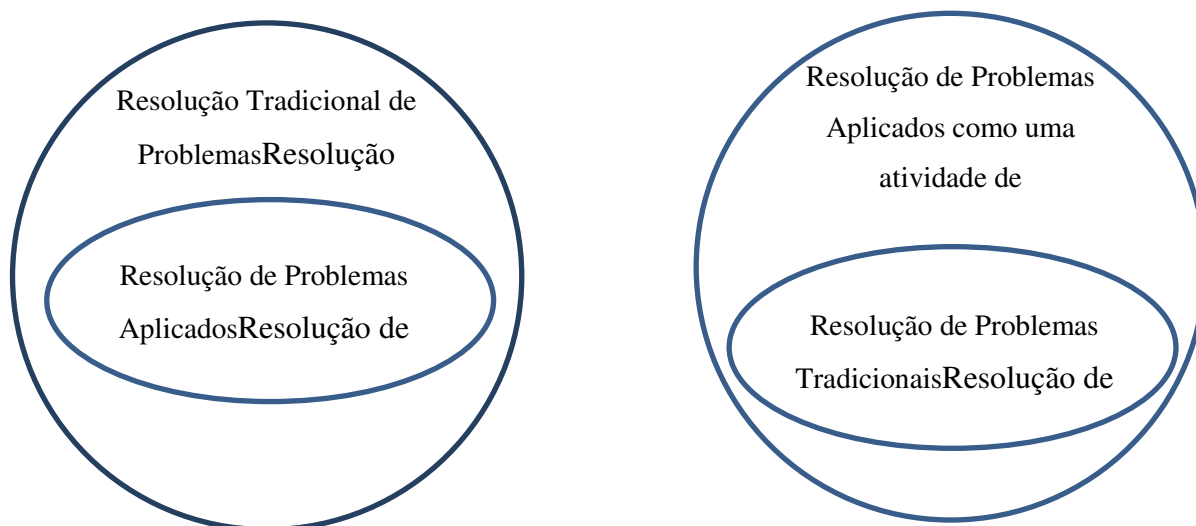 Resolução Tradicional de
ProblemasResolução
Resolução de Problemas
AplicadosResolução de
Resolução de Problemas
Aplicados como uma
atividade de
Resolução de Problemas
TradicionaisResolução de